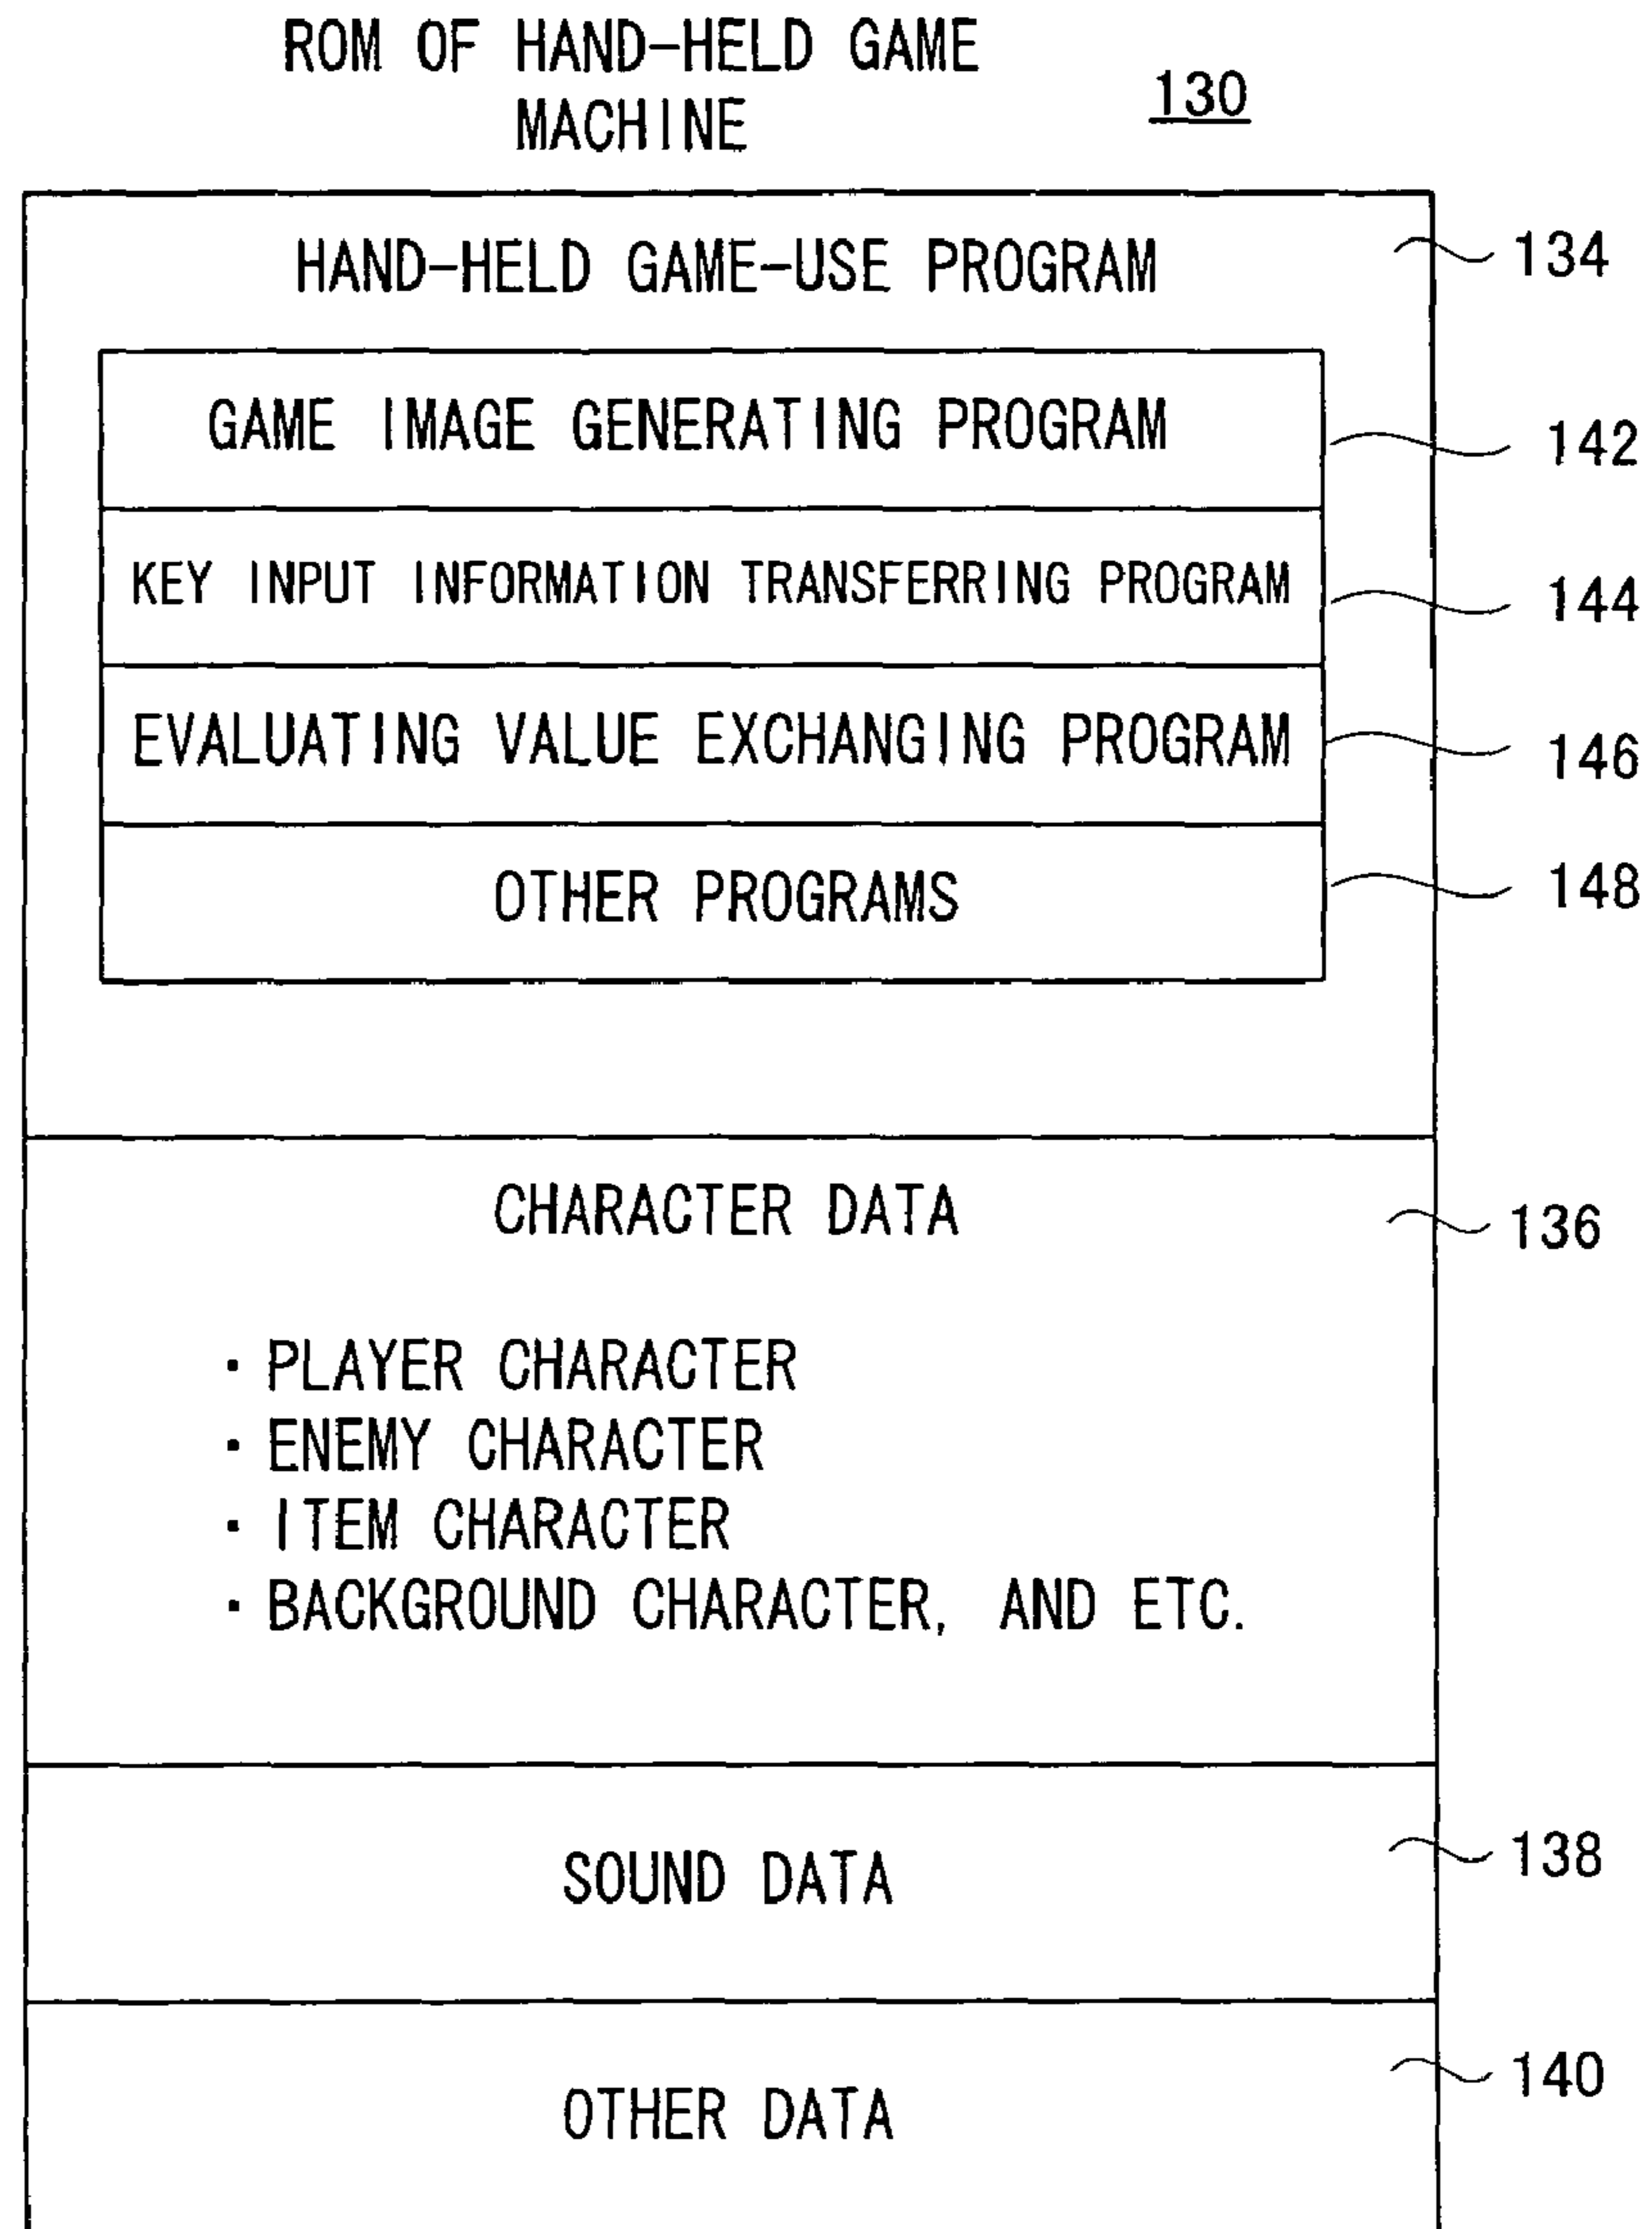 ROM OF HAND-HELD GAME
MACHINE
130
HAND-HELD GAME-USE PROGRAM
134
GAME IMAGE GENERATING PROGRAM
142
KEY INPUT INFORMATION TRANSFERRING PROGRAM
144
EVALUATING VALUE EXCHANGING PROGRAM
146
OTHER PROGRAMS
148
CHARACTER DATA
136
・PLAYER CHARACTER
・ENEMY CHARACTER
・ITEM CHARACTER
・BACKGROUND CHARACTER, AND ETC.
SOUND DATA
138
OTHER DATA
140